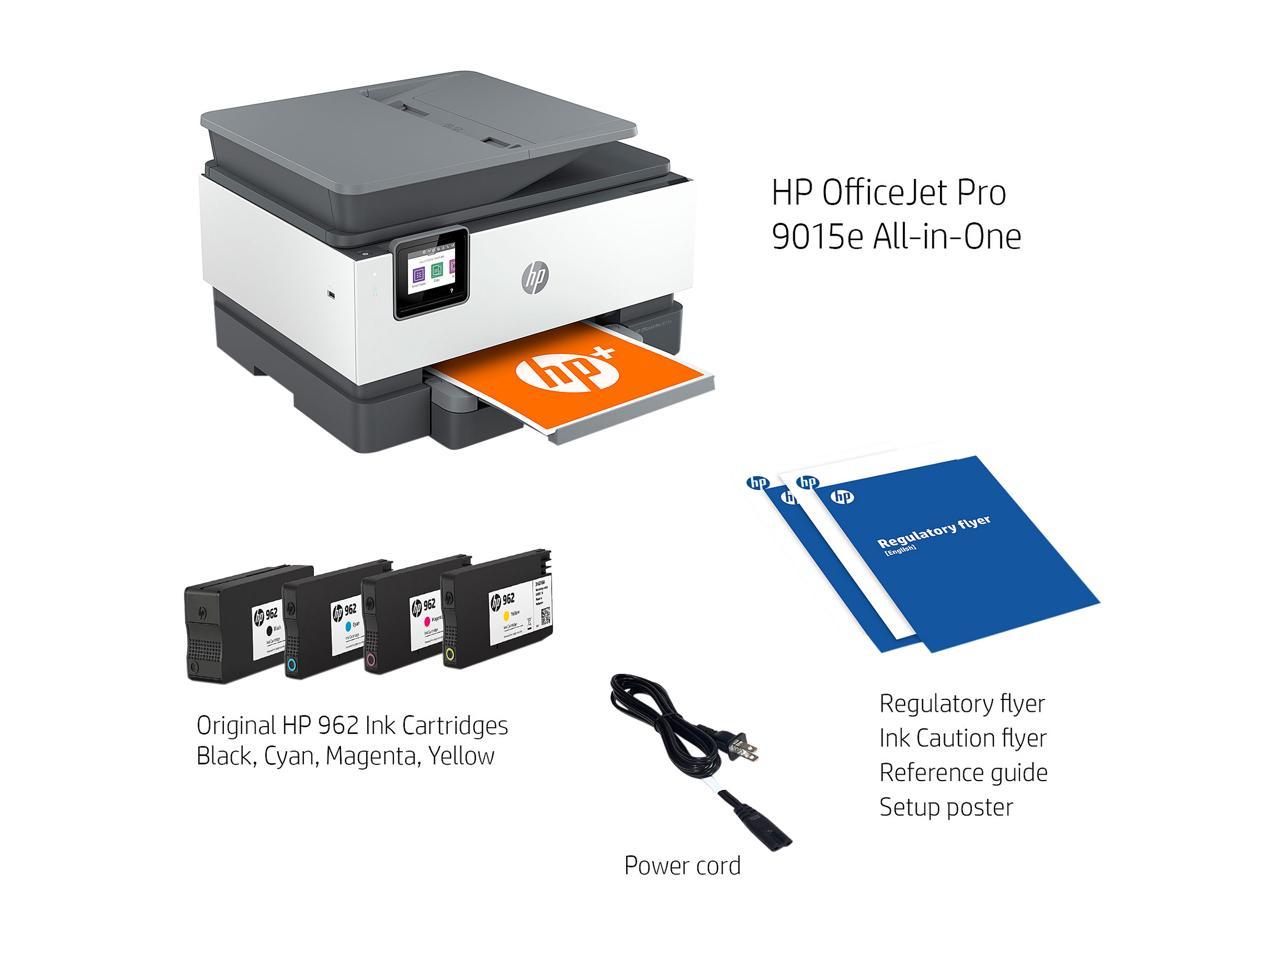 HP OfficeJet Pro
9015e All-in-One
hp
hp+
hp
hp
hp
hp
Regulatory flyer
[English]
962
Black
962
Cyan
962
Magenta
962
Yellow
Original HP 962 Ink Cartridges
Black, Cyan, Magenta, Yellow
Regulatory flyer
Ink Caution flyer
Reference guide
Setup poster
Power cord